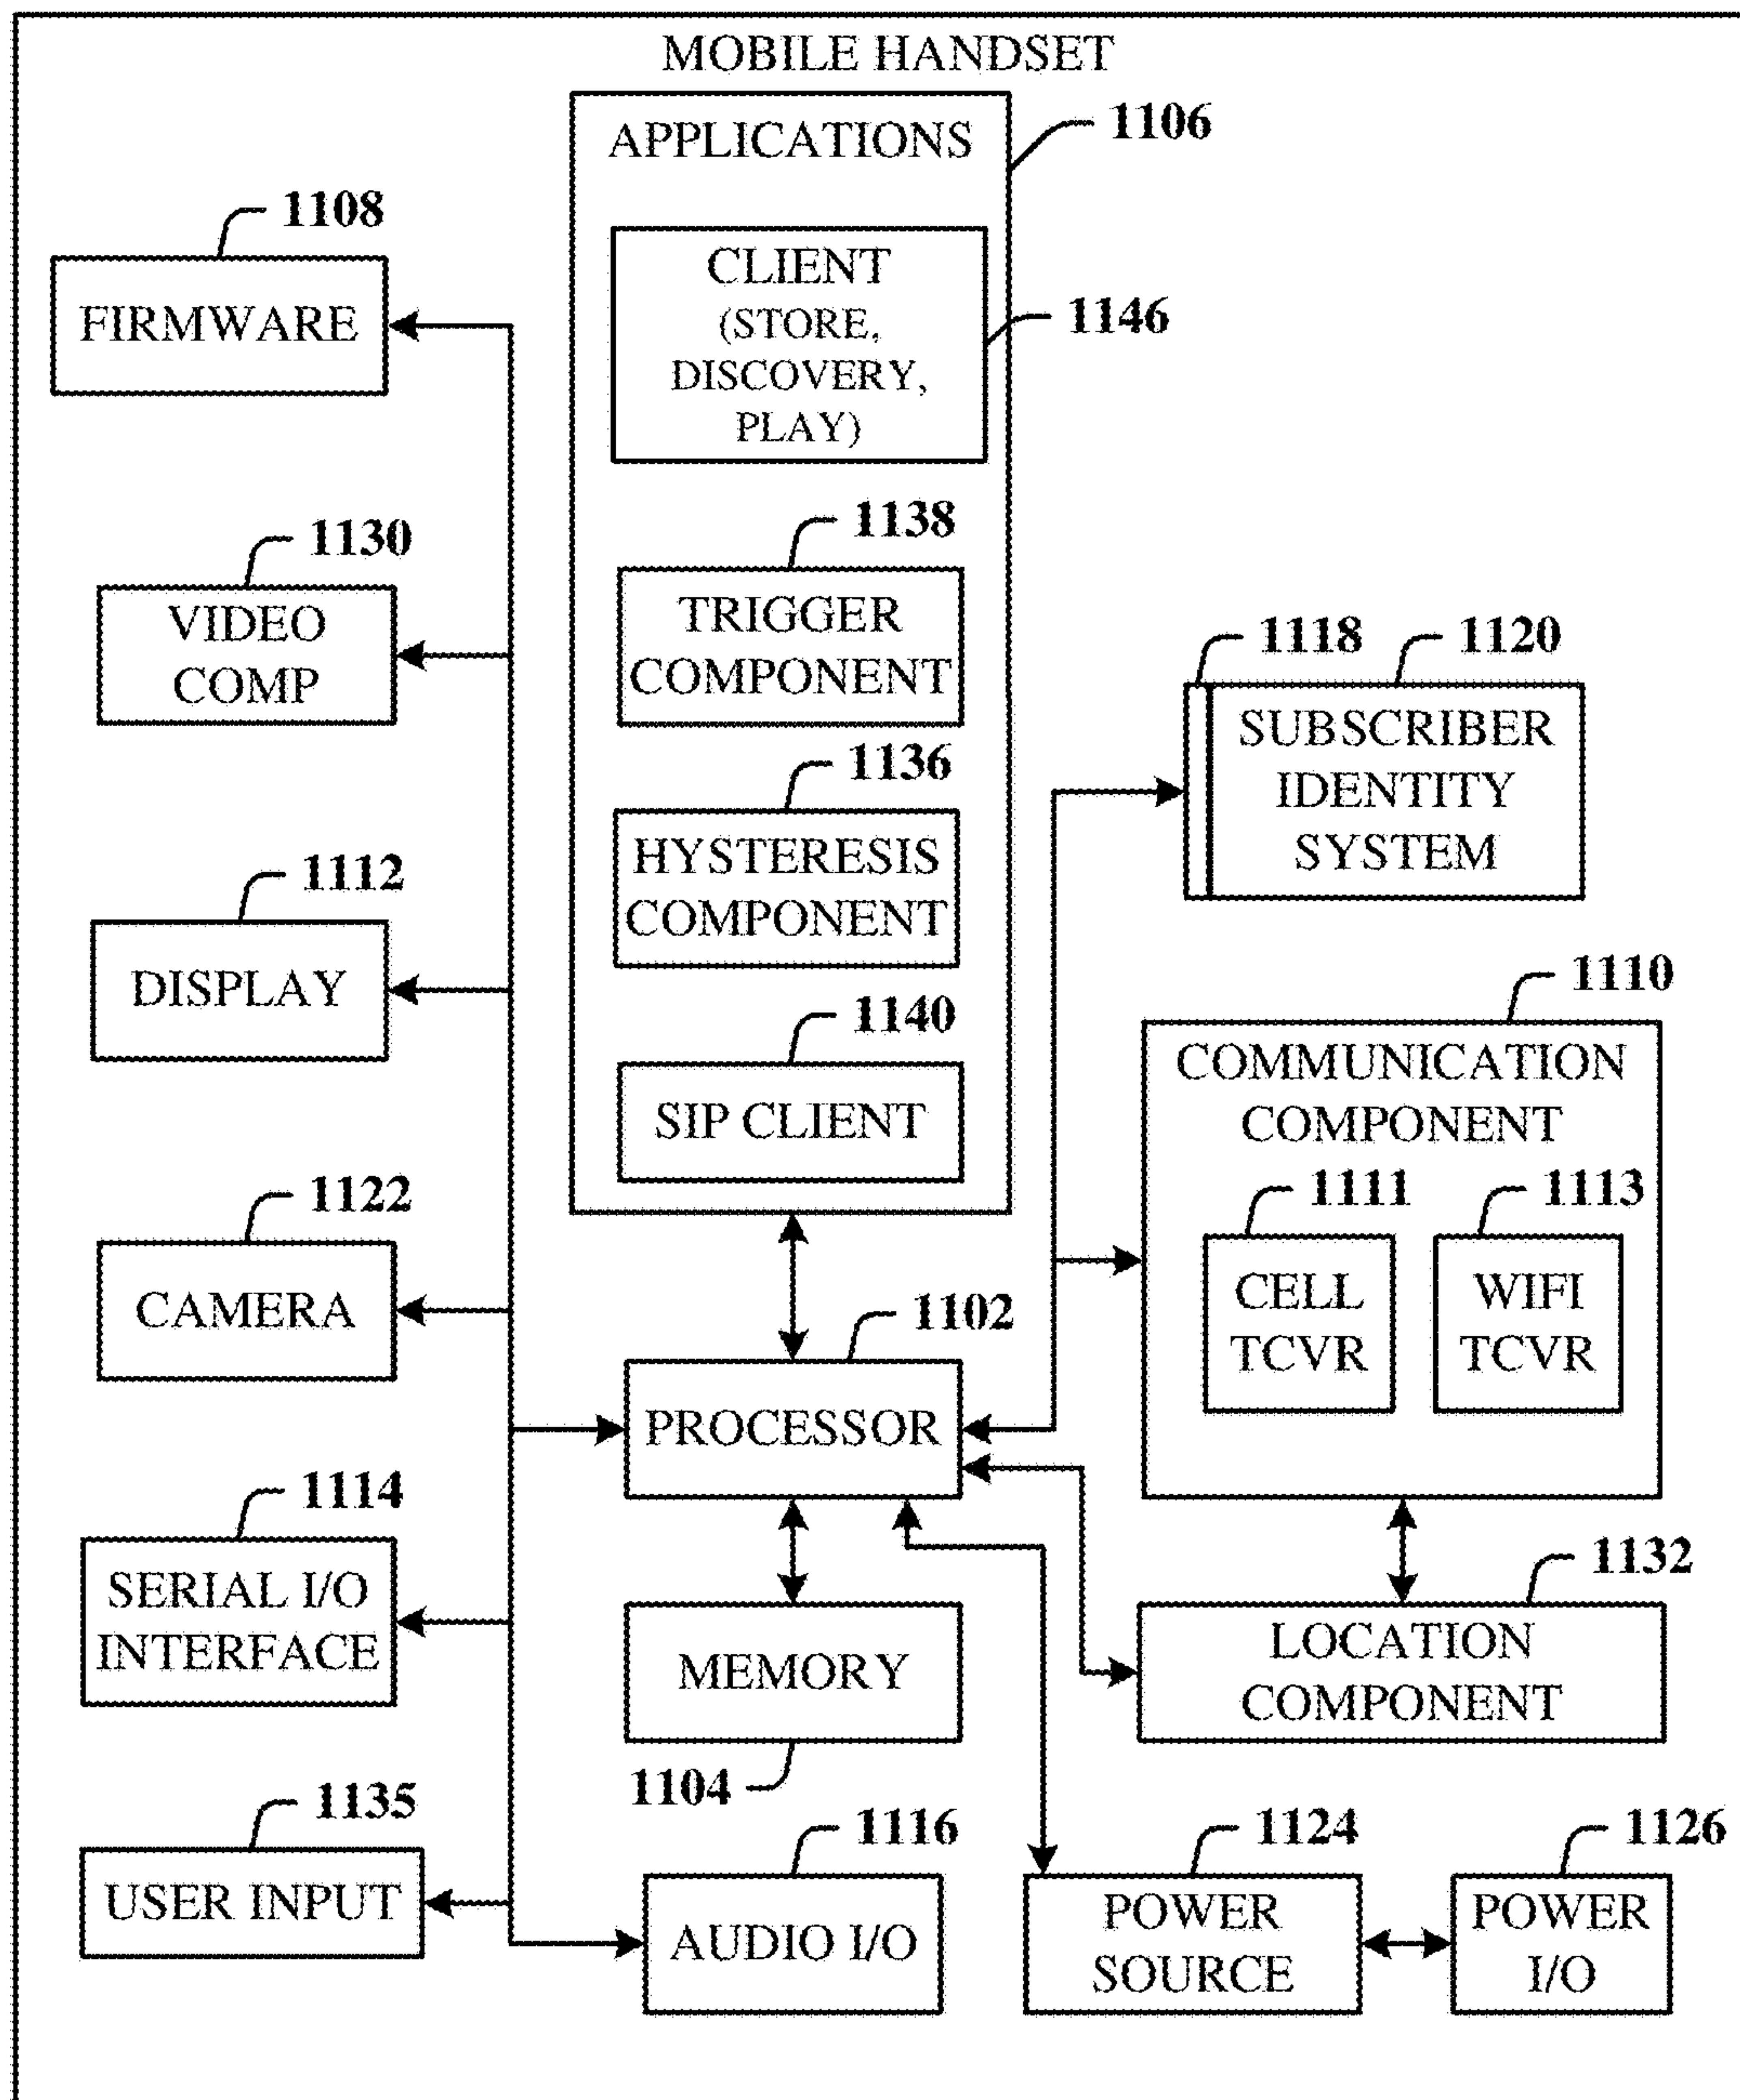 MOBILE HANDSET
APPLICATIONS
1106
CLIENT
(STORE,
DISCOVERY,
PLAY)
1146
1138
TRIGGER
COMPONENT
1136
HYSTERESIS
COMPONENT
1140
SIP CLIENT
1108
FIRMWARE
1130
VIDEO
COMP
1112
DISPLAY
1122
CAMERA
1114
SERIAL I/O
INTERFACE
1135
USER INPUT
1118
1120
SUBSCRIBER
IDENTITY
SYSTEM
1110
COMMUNICATION
COMPONENT
1111
CELL
TCVR
1113
WIFI
TCVR
1102
PROCESSOR
MEMORY
1104
1132
LOCATION
COMPONENT
1116
AUDIO I/O
1124
POWER
SOURCE
1126
POWER
I/O